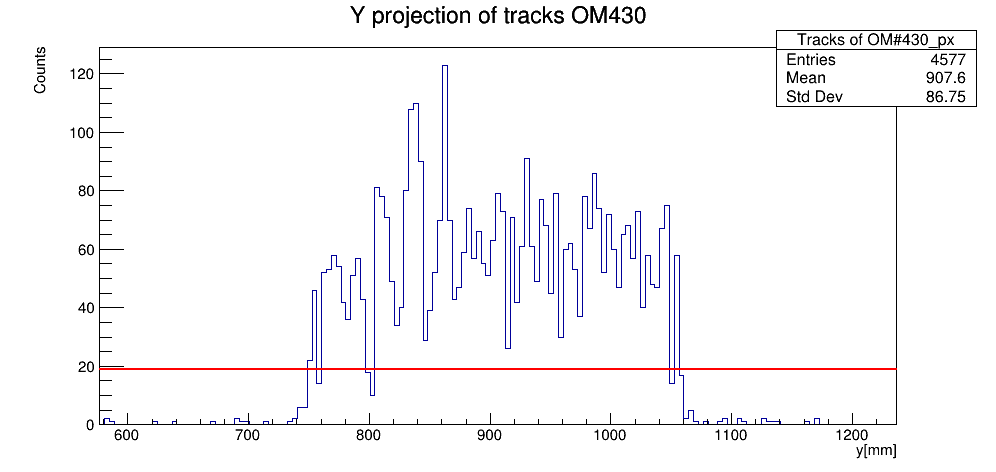 Y projection of tracks OM430
Tracks of OM#430_px
Entries 4577
Mean 907.6
Std Dev 86.75
Counts
120
100
80
60
40
20
0
600 700 800 900 1000 1100 1200
y[mm]